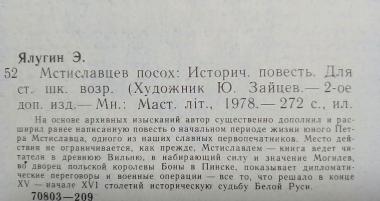 Ялугин Э.
52 Мстиславцев посох: Историч. повесть. Для
ст. шк. возр. (Художник Ю. Зайцев.— 2-ое
доп. изд.— Мн.: Маст. літ., 1978.— 272 с., ил.
На основе архивных изысканий автор существенно дополнил и рас-
ширил ранее написанную повесть о начальном периоде жизни юного Пет-
ра Мстиславца, одного из наших славных первопечатников. Место дейст-
вия не ограничивается, как прежде, Мстиславлем — книга ведет чи-
тателя в древнюю Вильню, в набирающий силу и значение Могилев,
во дворец польской королевы Боны в Пинске, показывает дипломати-
ческие переговоры и военные операции — все то, что решало в конце
XV — начале XVI столетий историческую судьбу Белой Руси.
70803—209